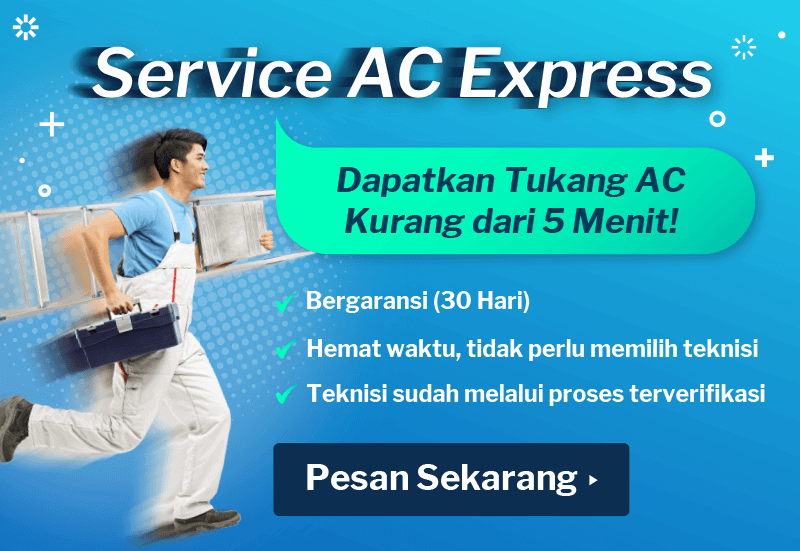 Service AC Express
Dapatkan Tukang AC
Kurang dari 5 Menit!
Bergaransi (30 Hari)
Hemat waktu, tidak perlu memilih teknisi
Teknisi sudah melalui proses terverifikasi
Pesan Sekarang